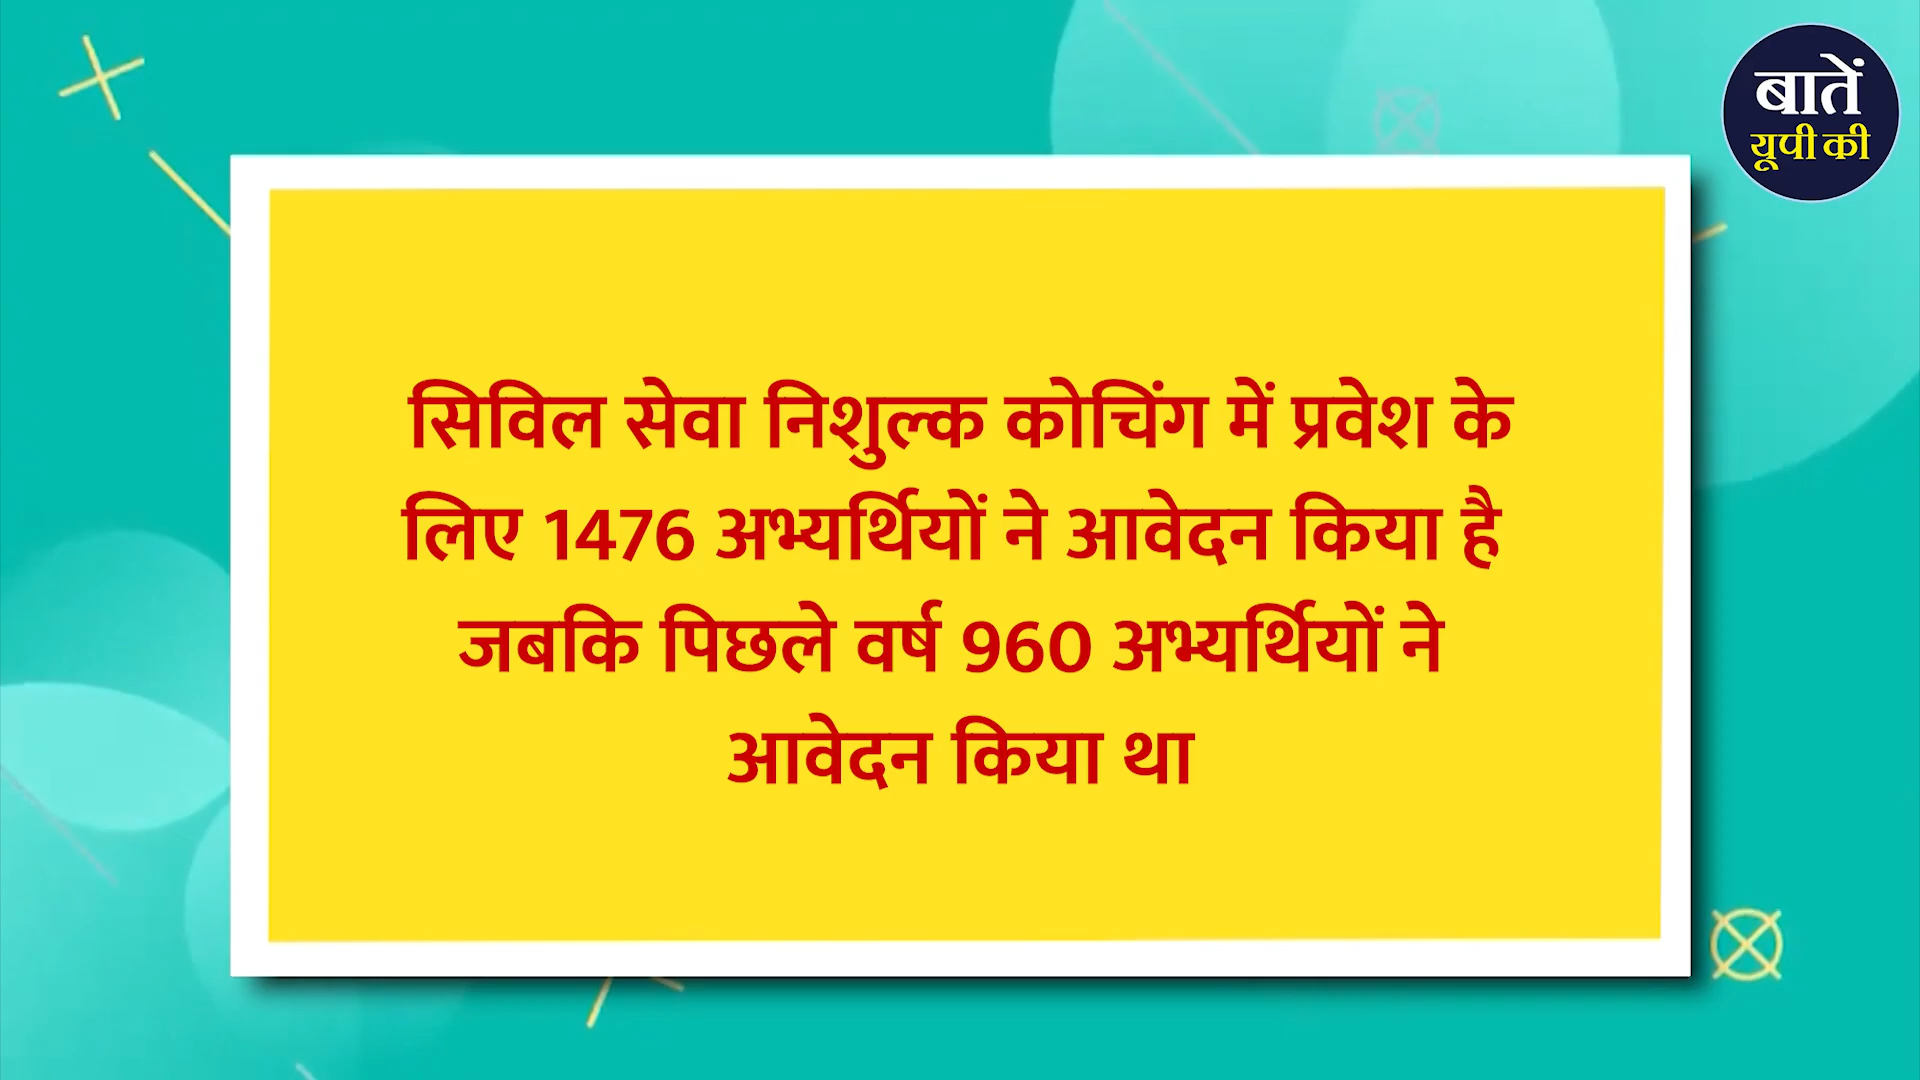 बातें
यूपी की
सिविल सेवा निशुल्क कोचिंग में प्रवेश के
लिए 1476 अभ्यर्थियों ने आवेदन किया है
जबकि पिछले वर्ष 960 अभ्यर्थियों ने
आवेदन किया था